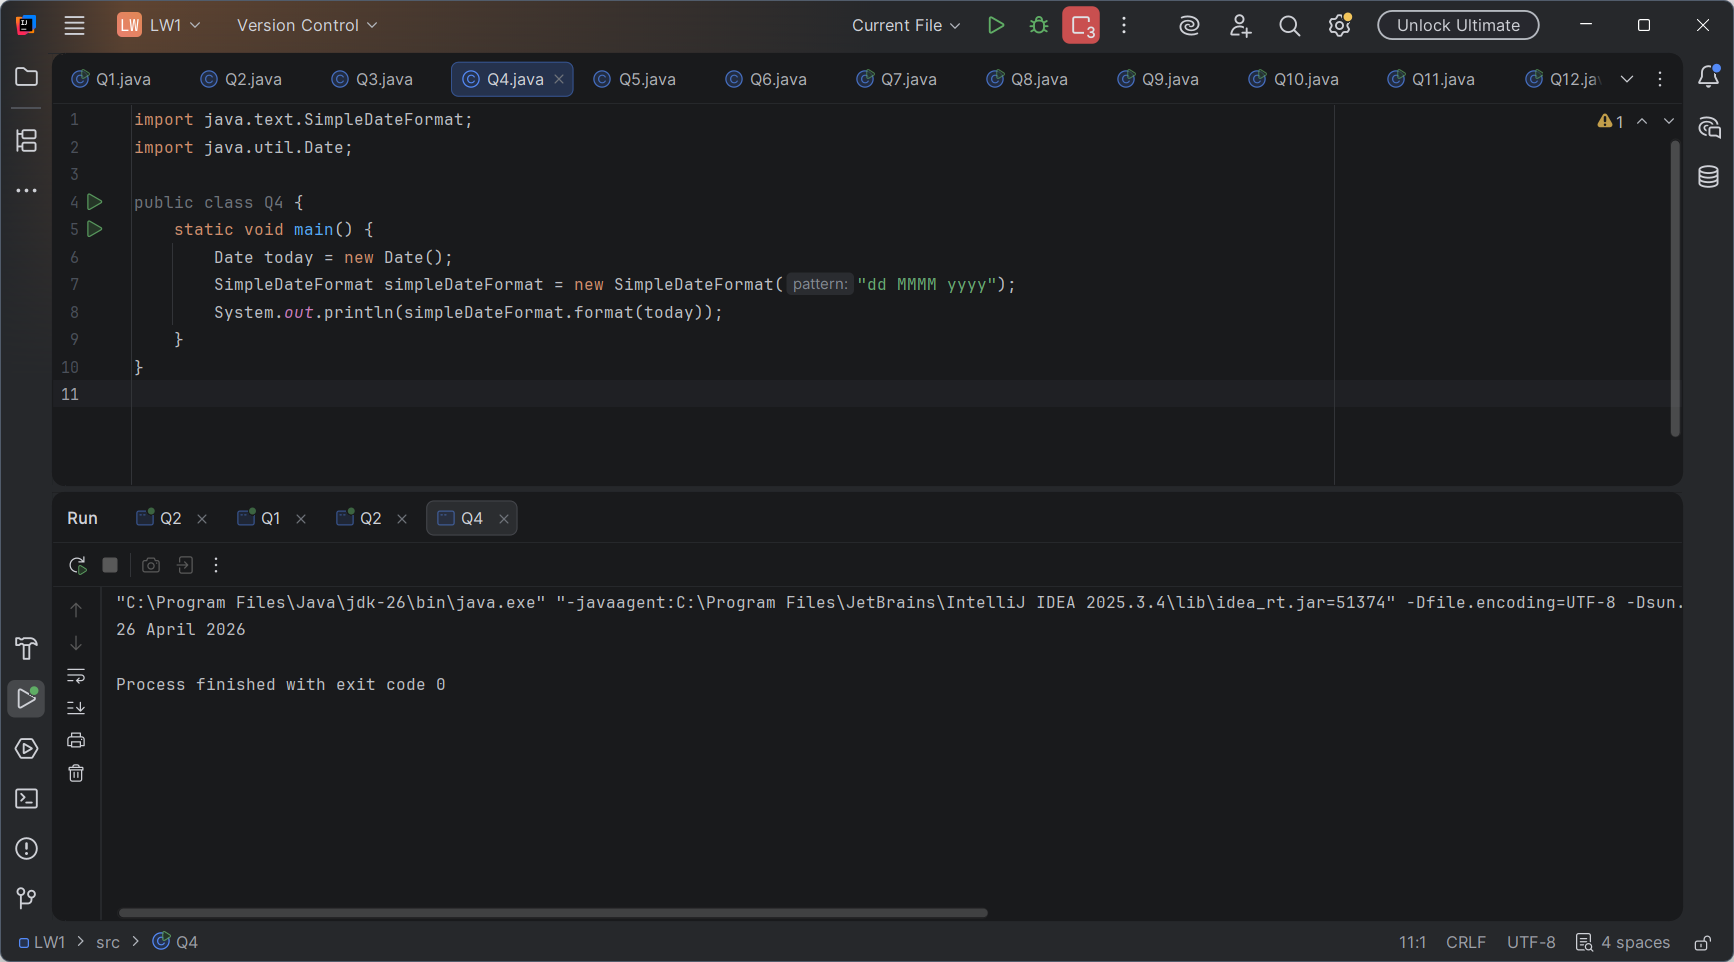 LW LW1 Version Control Current File 3 Unlock Ultimate
Q1.java Q2.java Q3.java Q4.java Q5.java Q6.java Q7.java Q8.java Q9.java Q10.java Q11.java Q12.ja
1 import java.text.SimpleDateFormat; 1
2 import java.util.Date;
3
4 public class Q4 {
5 static void main() {
6 Date today = new Date();
7 SimpleDateFormat simpleDateFormat = new SimpleDateFormat( pattern: "dd MMMM yyyy");
8 System.out.println(simpleDateFormat.format(today));
9 }
10 }
11
Run Q2 Q1 Q2 Q4
"C:\Program Files\Java\jdk-26\bin\java.exe" "-javaagent:C:\Program Files\JetBrains\IntelliJ IDEA 2025.3.4\lib\idea_rt.jar=51374" -Dfile.encoding=UTF-8 -Dsun.
26 April 2026
Process finished with exit code 0
LW1 src Q4 11:1 CRLF UTF-8 4 spaces